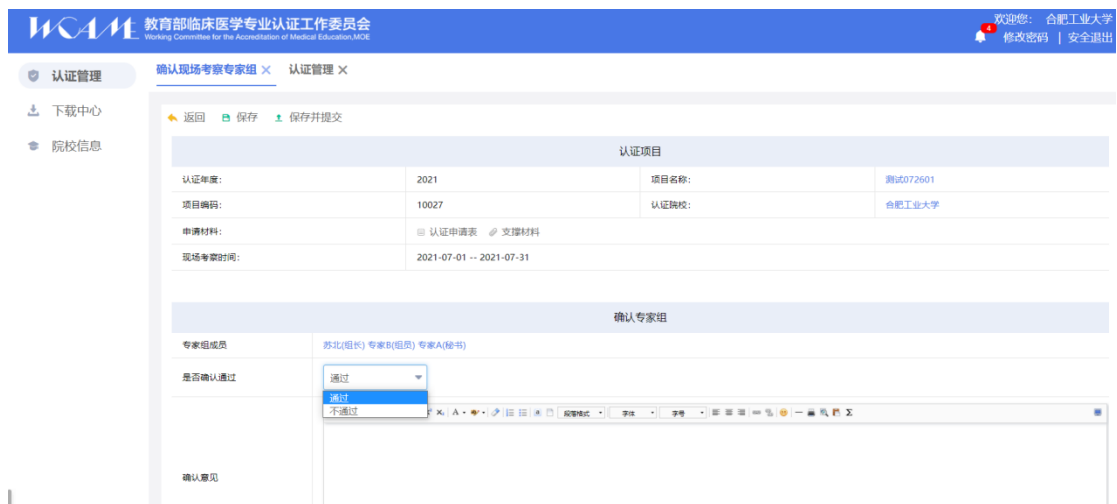 WCAME 教育部临床医学专业认证工作委员会
Working Committee for the Accreditation of Medical Education,MOE
欢迎您: 合肥工业大学
4 修改密码 | 安全退出
认证管理
下载中心
院校信息
确认现场考察专家组 × 认证管理 ×
返回 保存 保存并提交
认证项目
认证年度: 2021 项目名称: 测试072601
项目编码: 10027 认证院校: 合肥工业大学
申请材料: 认证申请表 支撑材料
现场考察时间: 2021-07-01 -- 2021-07-31
确认专家组
专家组成员 苏北(组长) 专家B(组员) 专家A(秘书)
是否确认通过 通过
通过
不通过
段落格式 字体 字号
确认意见